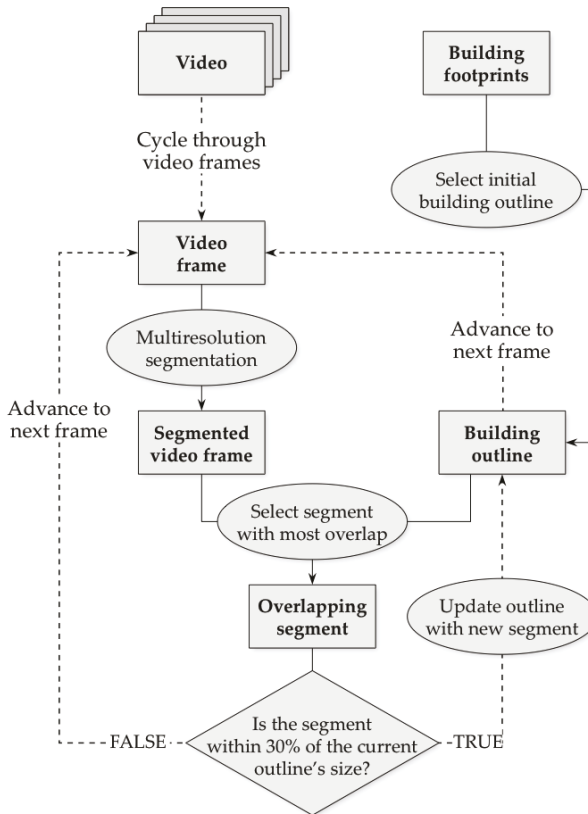 Video
Building
footprints
Cycle through
video frames
Select initial
building outline
Video
frame
Multiresolution
segmentation
Advance to
next frame
Advance to
next frame
Segmented
video frame
Building
outline
Select segment
with most overlap
Overlapping
segment
Update outline
with new segment
Is the segment
within 30% of the current
outline's size?
FALSE
TRUE